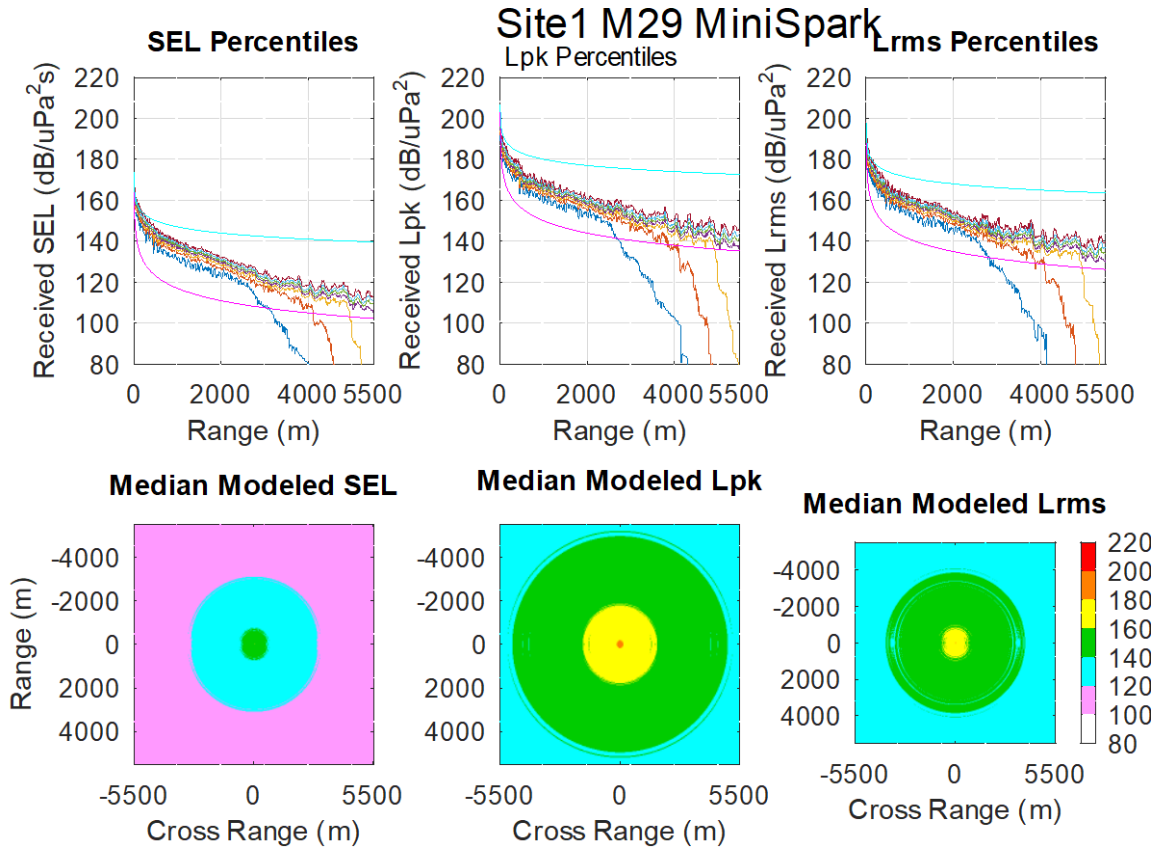 Site1 M29 MiniSpark
SEL Percentiles
Lpk Percentiles
Lrms Percentiles
Received SEL (dB/uPa²s)
220
200
180
160
140
120
100
80
0 2000 4000 5500
Range (m)
Received Lpk (dB/uPa²)
220
200
180
160
140
120
100
80
0 2000 4000 5500
Range (m)
Received Lrms (dB/uPa²)
220
200
180
160
140
120
100
80
0 2000 4000 5500
Range (m)
Median Modeled SEL
Range (m)
-4000
-2000
0
2000
4000
-5500 0 5500
Cross Range (m)
Median Modeled Lpk
-4000
-2000
0
2000
4000
-5500 0 5500
Cross Range (m)
Median Modeled Lrms
-4000
-2000
0
2000
4000
-5500 0 5500
Cross Range (m)
220
200
180
160
140
120
100
80